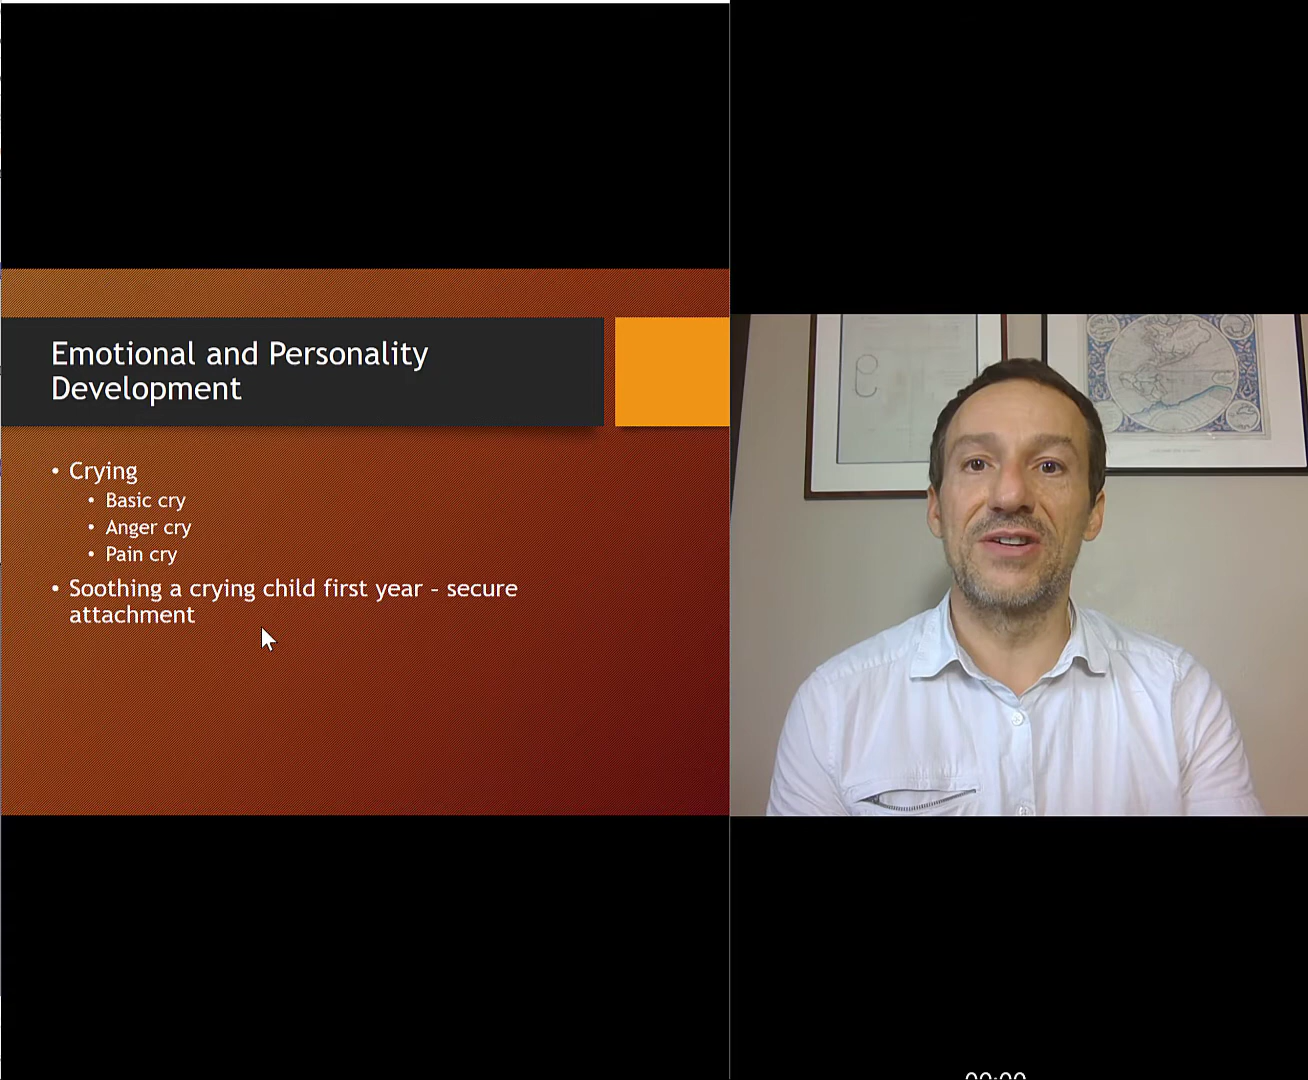 Emotional and Personality
Development
• Crying
• Basic cry
• Anger cry
• Pain cry
• Soothing a crying child first year – secure
attachment